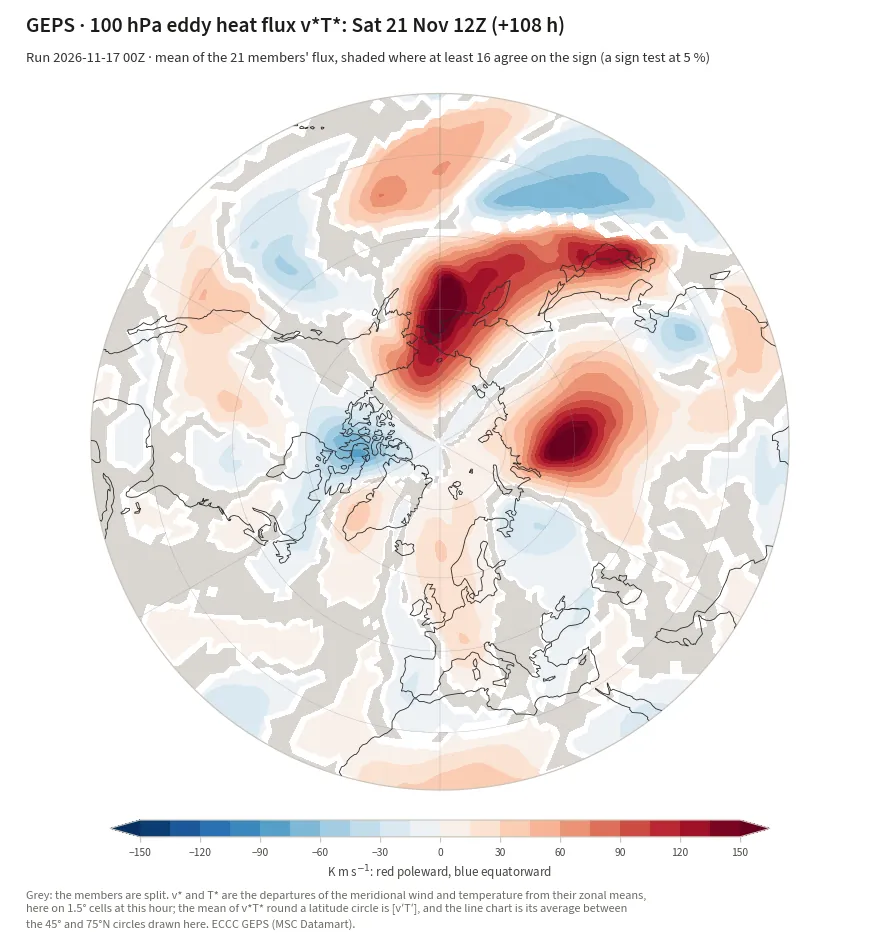 GEPS · 100 hPa eddy heat flux v*T*: Sat 21 Nov 12Z (+108 h)
Run 2026-11-17 00Z · mean of the 21 members' flux, shaded where at least 16 agree on the sign (a sign test at 5 %)
−150 −120 −90 −60 −30 0 30 60 90 120 150
K m s⁻¹: red poleward, blue equatorward
Grey: the members are split. v* and T* are the departures of the meridional wind and temperature from their zonal means,
here on 1.5° cells at this hour; the mean of v*T* round a latitude circle is [v′T′], and the line chart is its average between
the 45° and 75°N circles drawn here. ECCC GEPS (MSC Datamart).